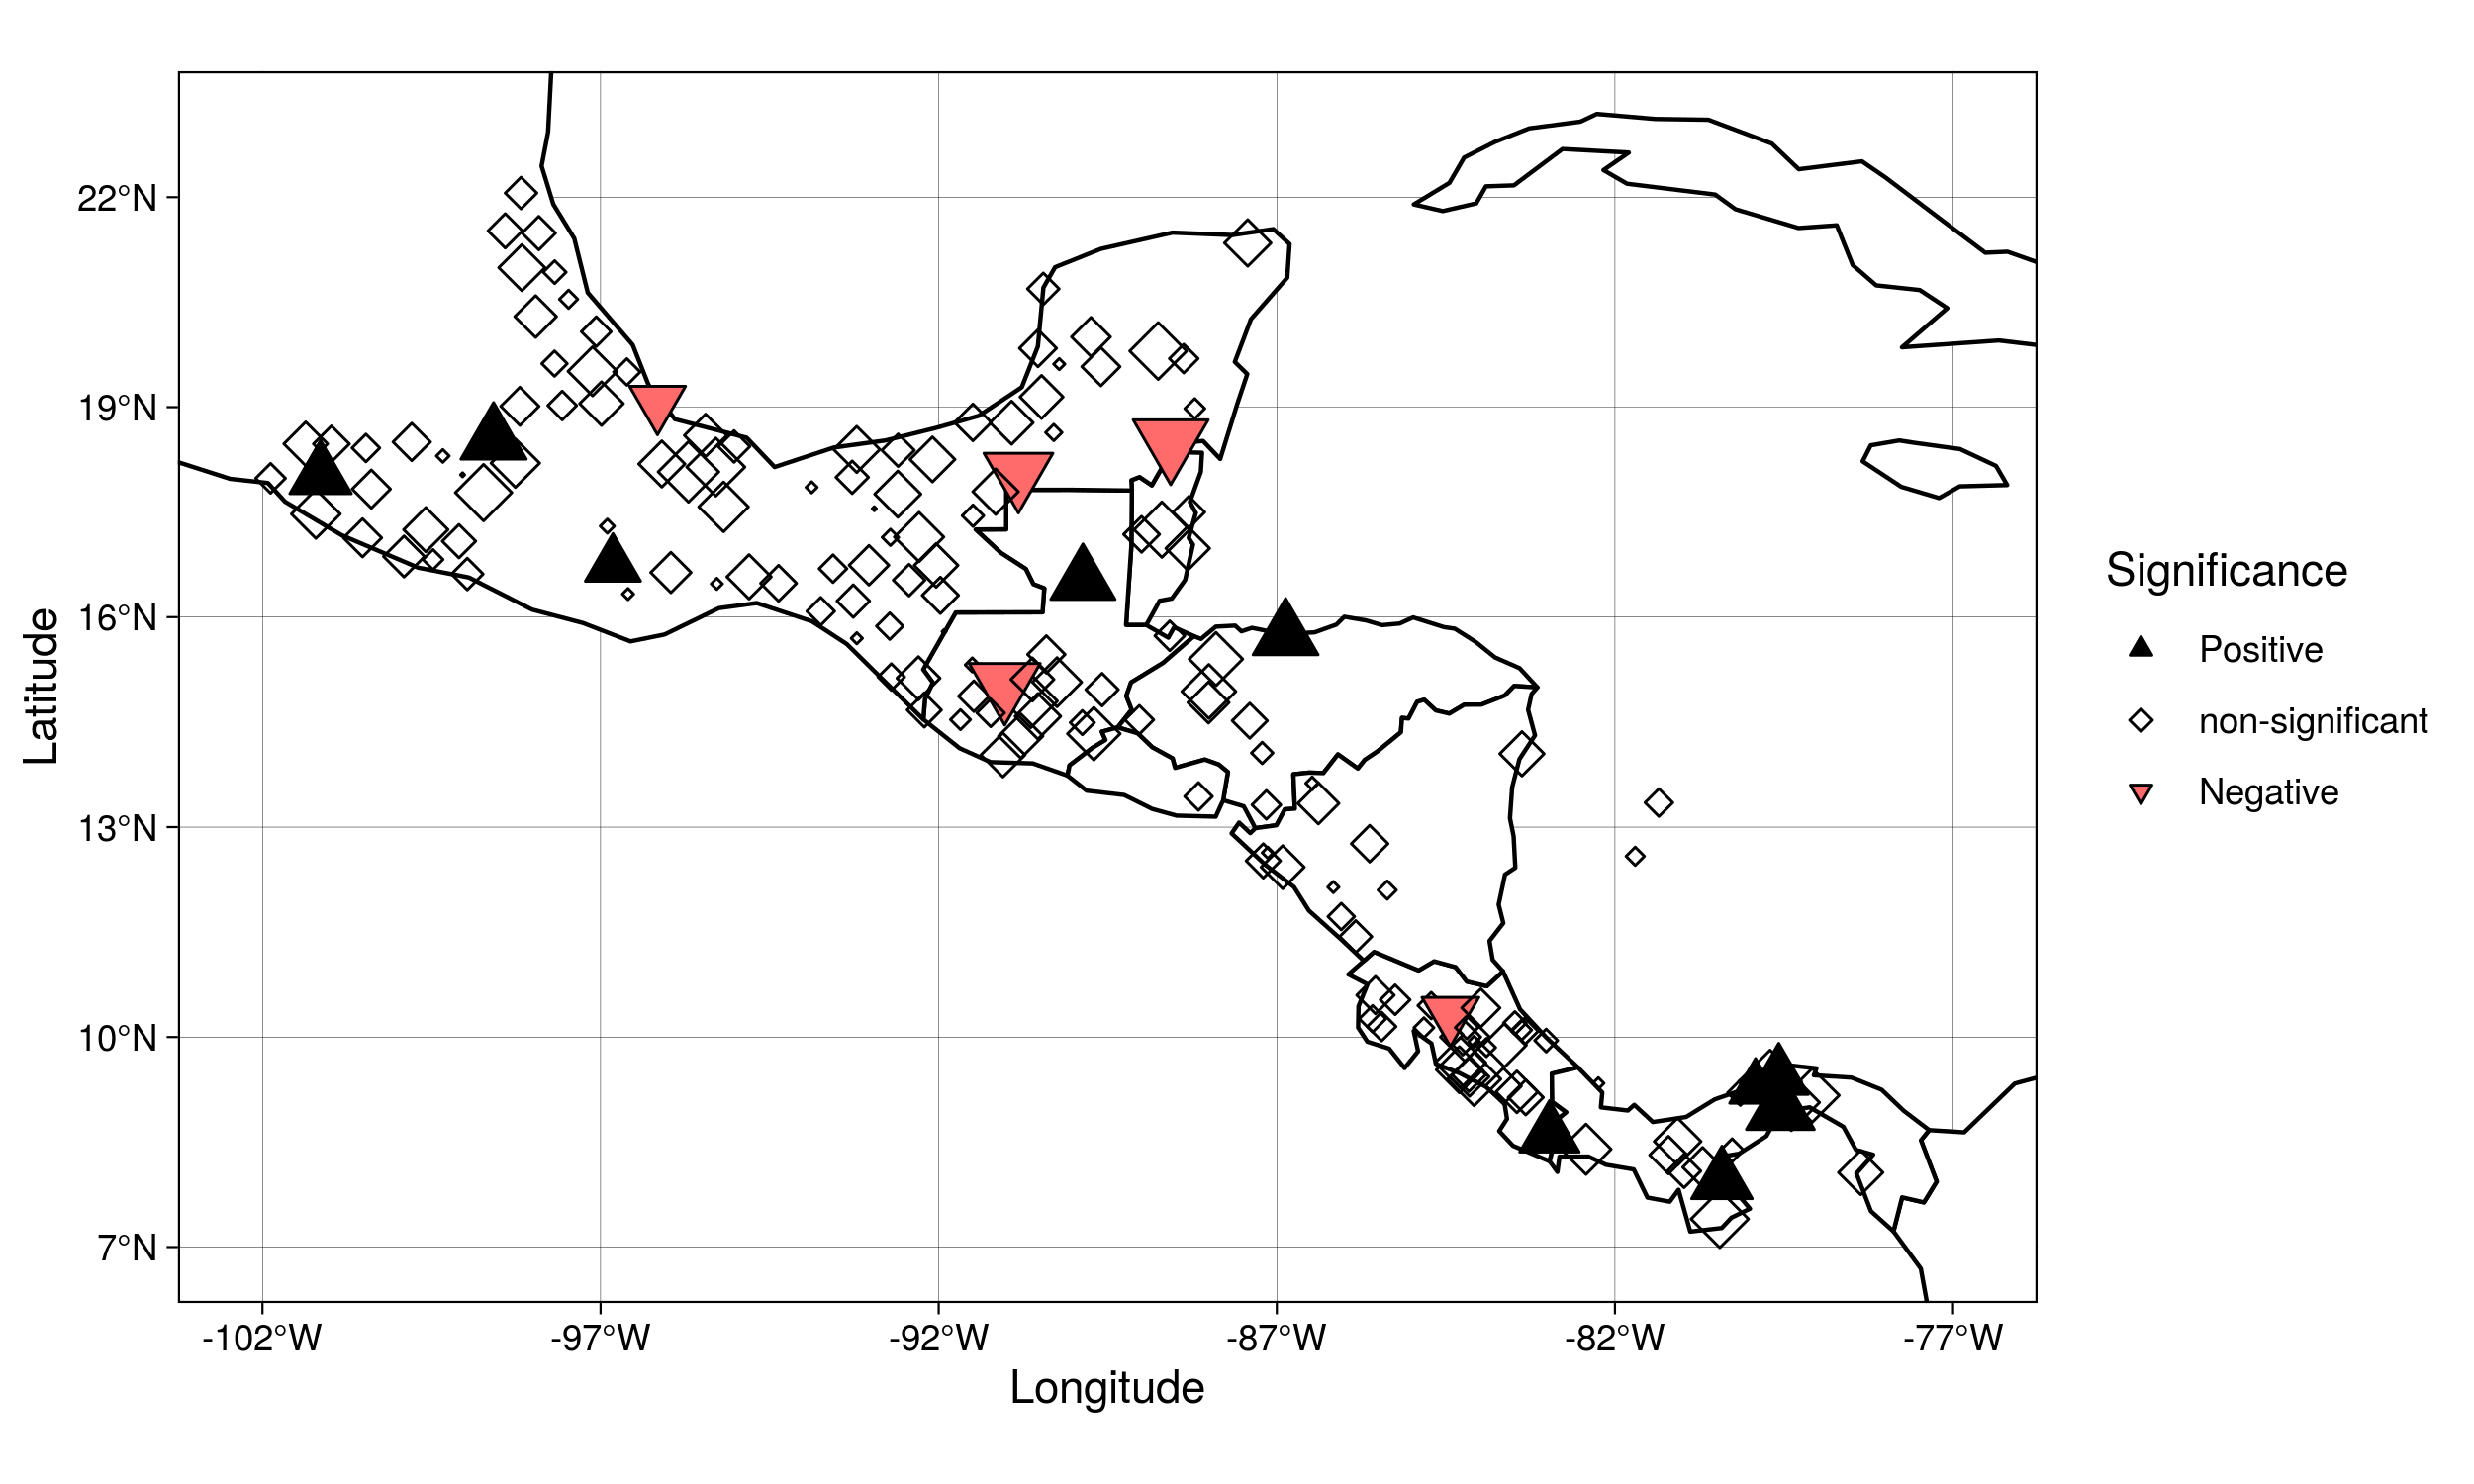 22°N
19°N
16°N
13°N
10°N
7°N
Latitude
-102°W
-97°W
-92°W
-87°W
-82°W
-77°W
Longitude
Significance
Positive
non-significant
Negative